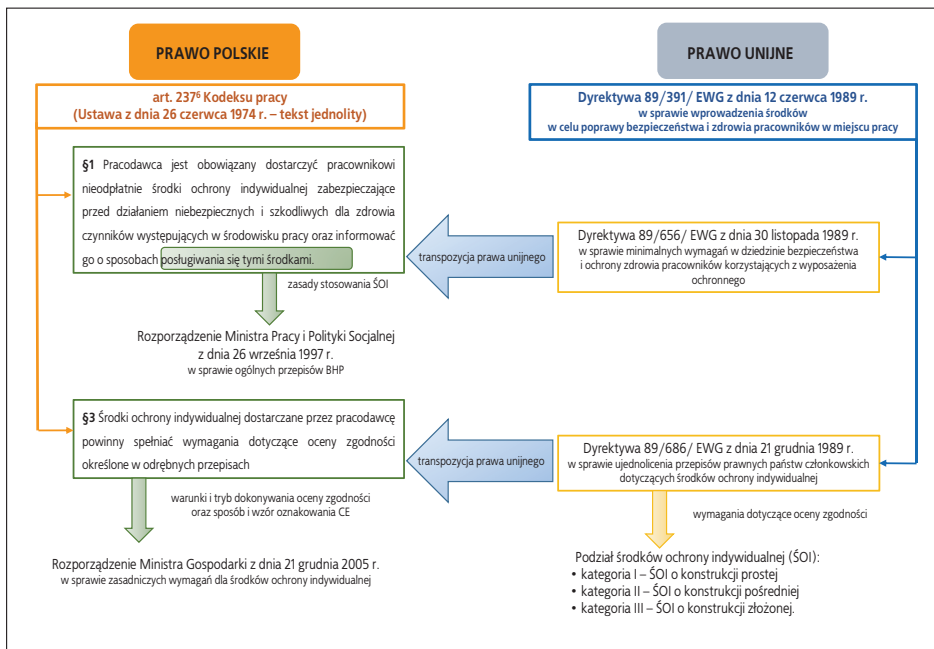 PRAWO POLSKIE
art. 237⁶ Kodeksu pracy
(Ustawa z dnia 26 czerwca 1974 r. – tekst jednolity)
§1 Pracodawca jest obowiązany dostarczyć pracownikowi
nieodpłatnie środki ochrony indywidualnej zabezpieczające
przed działaniem niebezpiecznych i szkodliwych dla zdrowia
czynników występujących w środowisku pracy oraz informować
go o sposobach posługiwania się tymi środkami.
zasady stosowania ŚOI
Rozporządzenie Ministra Pracy i Polityki Socjalnej
z dnia 26 września 1997 r.
w sprawie ogólnych przepisów BHP
§3 Środki ochrony indywidualnej dostarczane przez pracodawcę
powinny spełniać wymagania dotyczące oceny zgodności
określone w odrębnych przepisach
warunki i tryb dokonywania oceny zgodności
oraz sposób i wzór oznakowania CE
Rozporządzenie Ministra Gospodarki z dnia 21 grudnia 2005 r.
w sprawie zasadniczych wymagań dla środków ochrony indywidualnej
transpozycja prawa unijnego
transpozycja prawa unijnego
PRAWO UNIJNE
Dyrektywa 89/391/ EWG z dnia 12 czerwca 1989 r.
w sprawie wprowadzenia środków
w celu poprawy bezpieczeństwa i zdrowia pracowników w miejscu pracy
Dyrektywa 89/656/ EWG z dnia 30 listopada 1989 r.
w sprawie minimalnych wymagań w dziedzinie bezpieczeństwa
i ochrony zdrowia pracowników korzystających z wyposażenia
ochronnego
Dyrektywa 89/686/ EWG z dnia 21 grudnia 1989 r.
w sprawie ujednolicenia przepisów prawnych państw członkowskich
dotyczących środków ochrony indywidualnej
wymagania dotyczące oceny zgodności
Podział środków ochrony indywidualnej (ŚOI):
• kategoria I – ŚOI o konstrukcji prostej
• kategoria II – ŚOI o konstrukcji pośredniej
• kategoria III – ŚOI o konstrukcji złożonej.